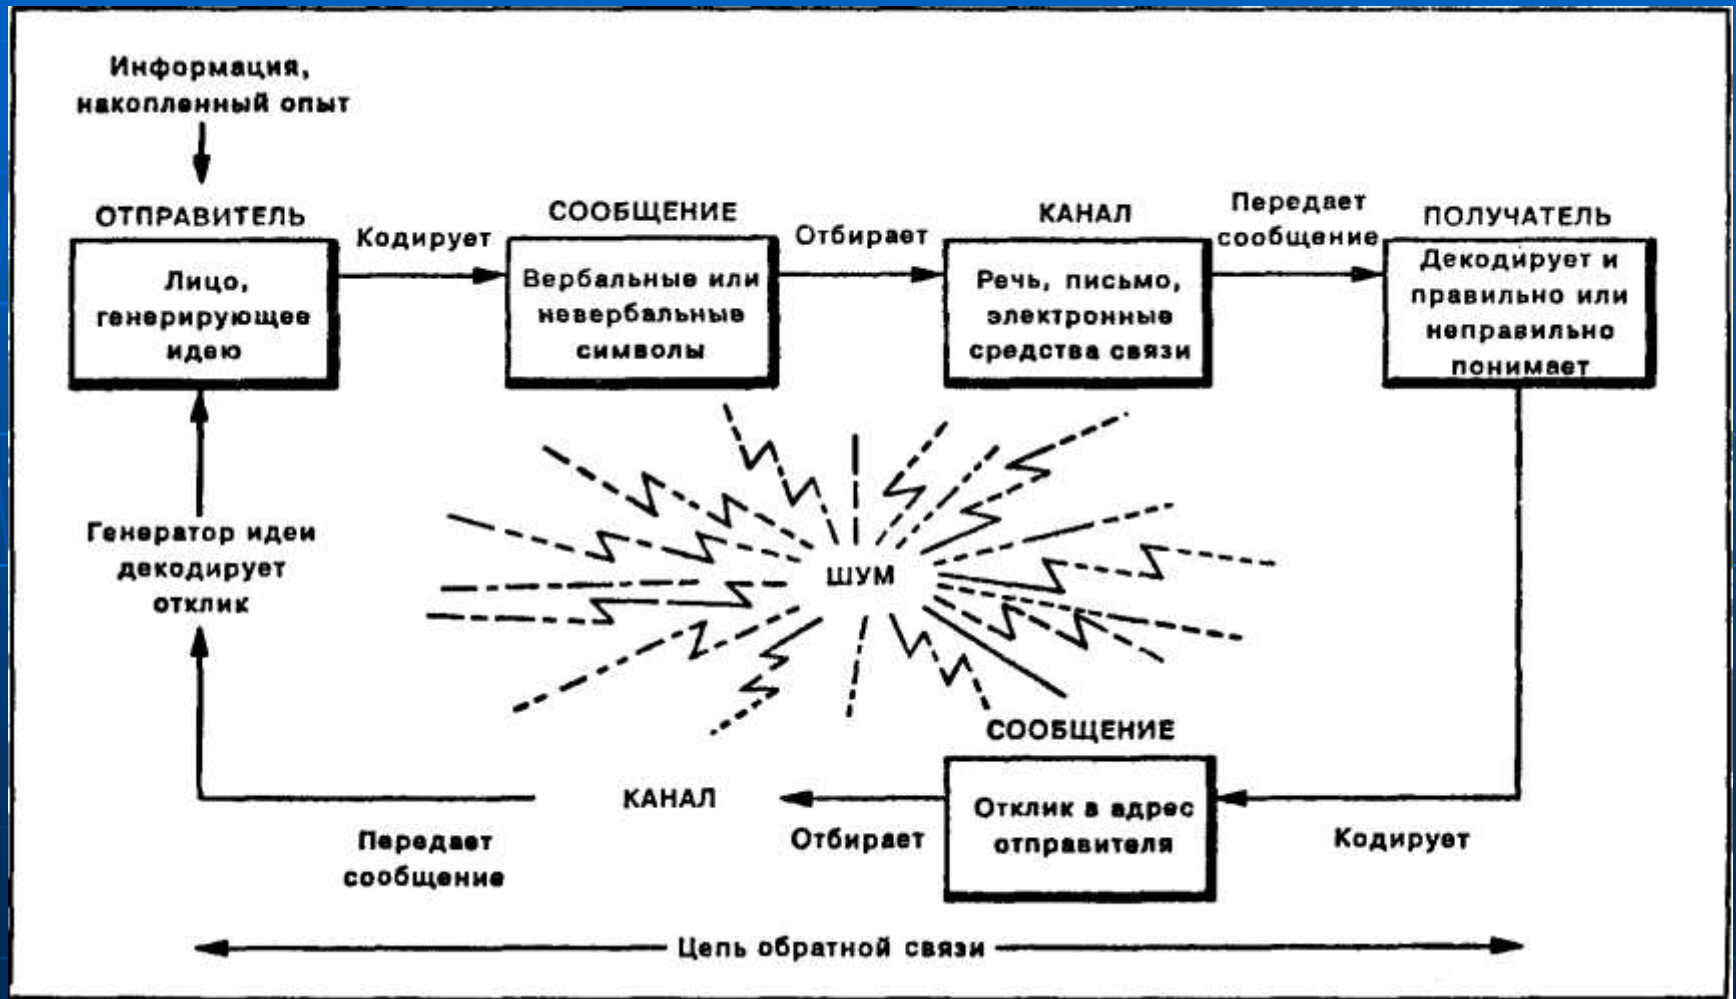 Информация,
накопленный опыт
ОТПРАВИТЕЛЬ
Лицо,
генерирующее
идею
Кодирует
СООБЩЕНИЕ
Вербальные или
невербальные
символы
Отбирает
КАНАЛ
Речь, письмо,
электронные
средства связи
Передает
сообщение
ПОЛУЧАТЕЛЬ
Декодирует и
правильно или
неправильно
понимает
Генератор идеи
декодирует
отклик
ШУМ
СООБЩЕНИЕ
Отклик в адрес
отправителя
Кодирует
Отбирает
КАНАЛ
Передает
сообщение
Цепь обратной связи